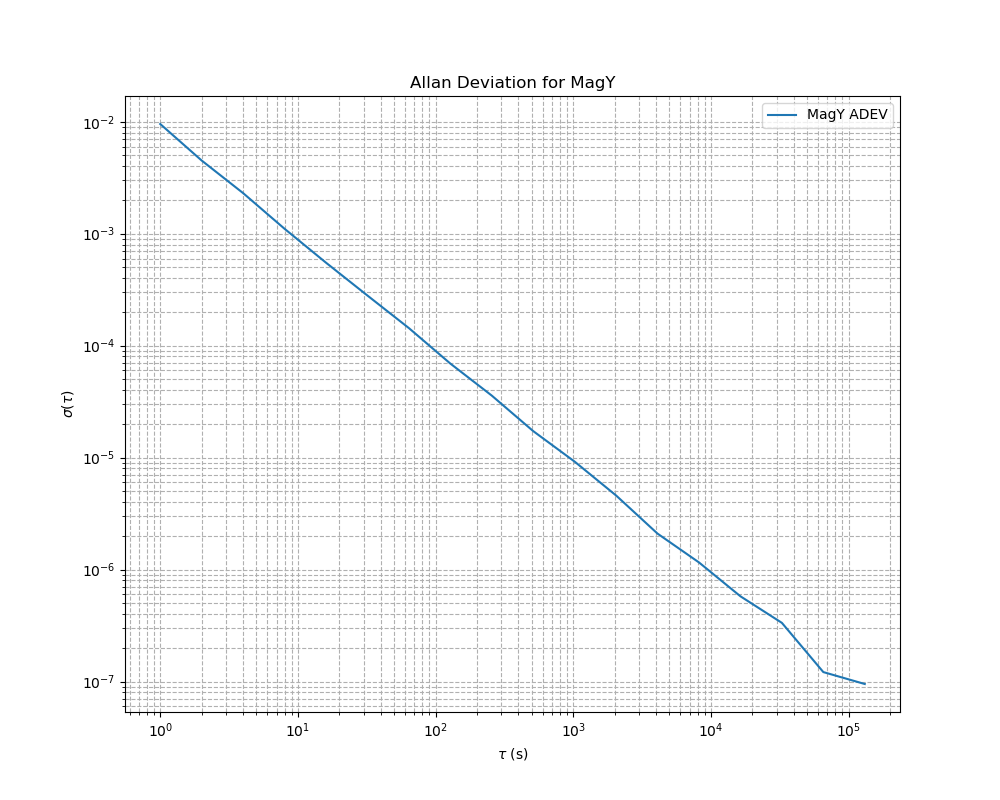 Allan Deviation for MagY
MagY ADEV
10⁻²
10⁻³
10⁻⁴
10⁻⁵
10⁻⁶
10⁻⁷
σ(τ)
10⁰ 10¹ 10² 10³ 10⁴ 10⁵
τ (s)